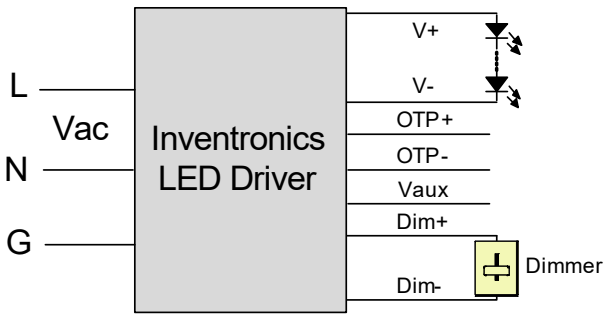 L
Vac
N
G
Inventronics
LED Driver
V+
V-
OTP+
OTP-
Vaux
Dim+
Dim-
Dimmer